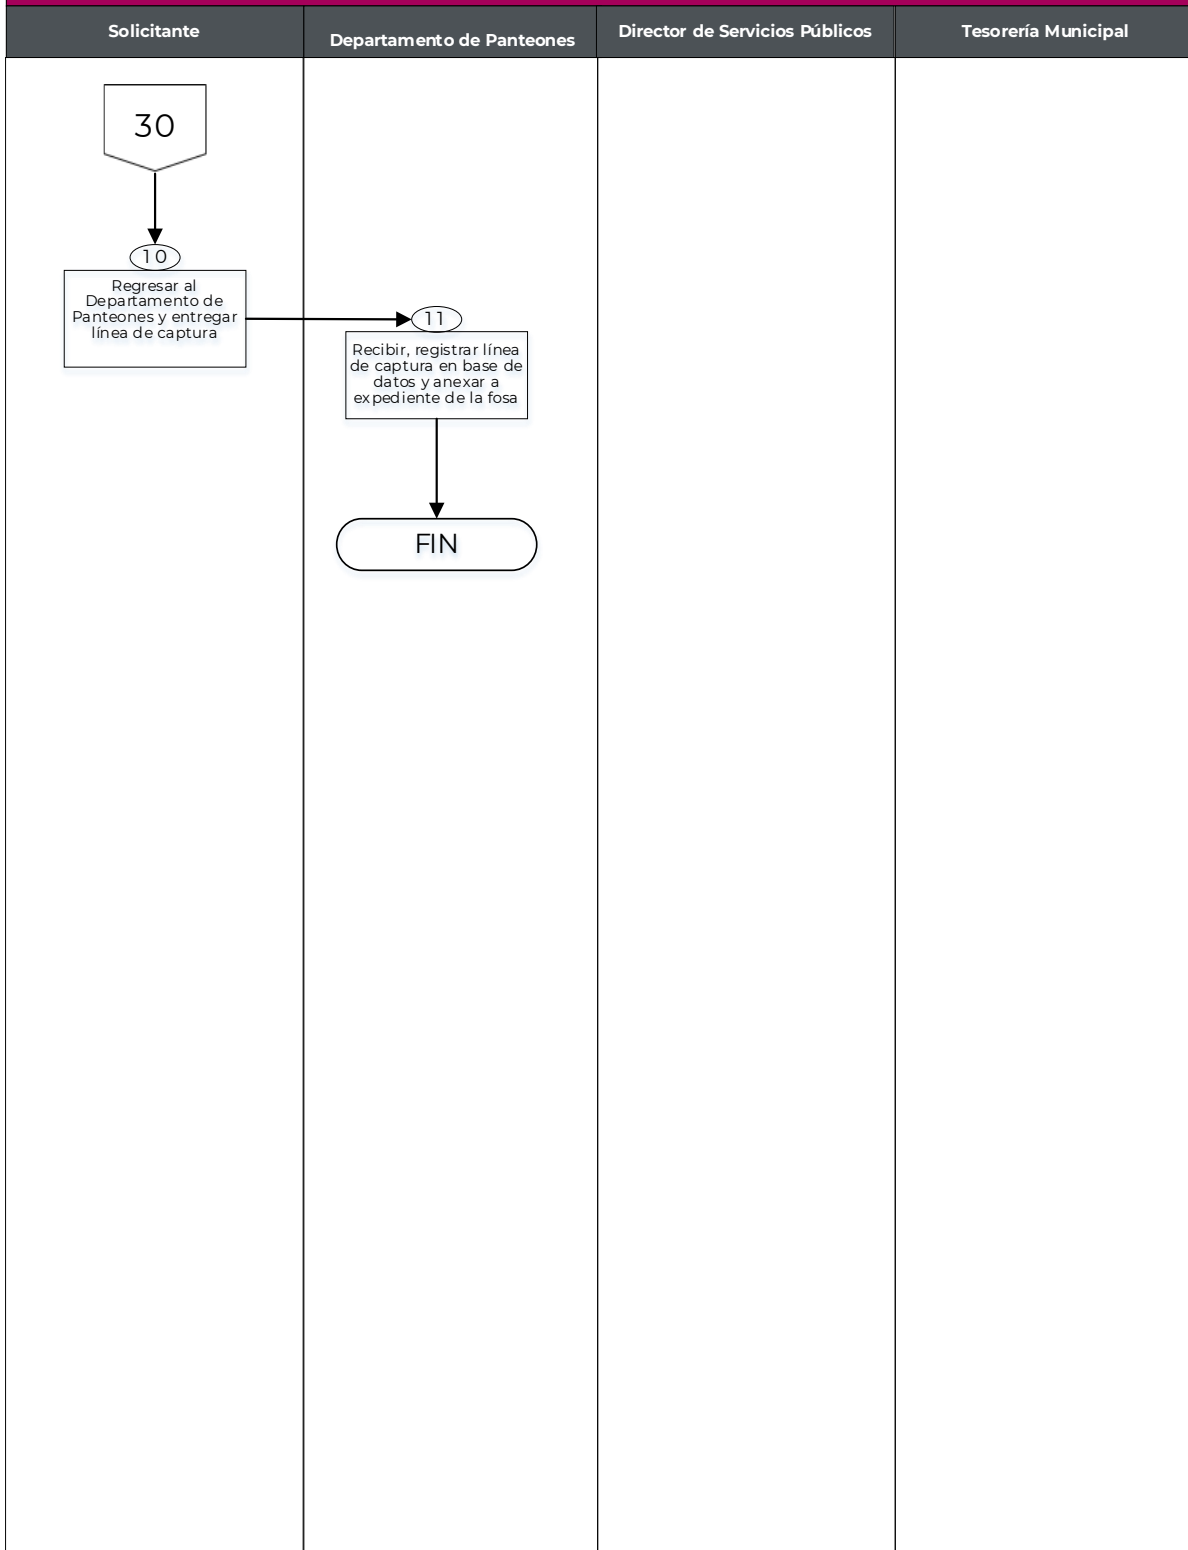 Solicitante
Departamento de Panteones
Director de Servicios Públicos
Tesorería Municipal
30
10
Regresar al
Departamento de
Panteones y entregar
línea de captura
11
Recibir, registrar línea
de captura en base de
datos y anexar a
expediente de la fosa
FIN